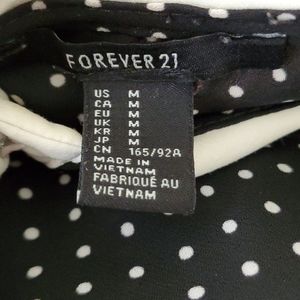 FOREVER 21
US M
CA M
EU M
UK M
KR M
JP M
CN 165/92A
MADE IN
VIETNAM
FABRIQUÉ AU
VIETNAM